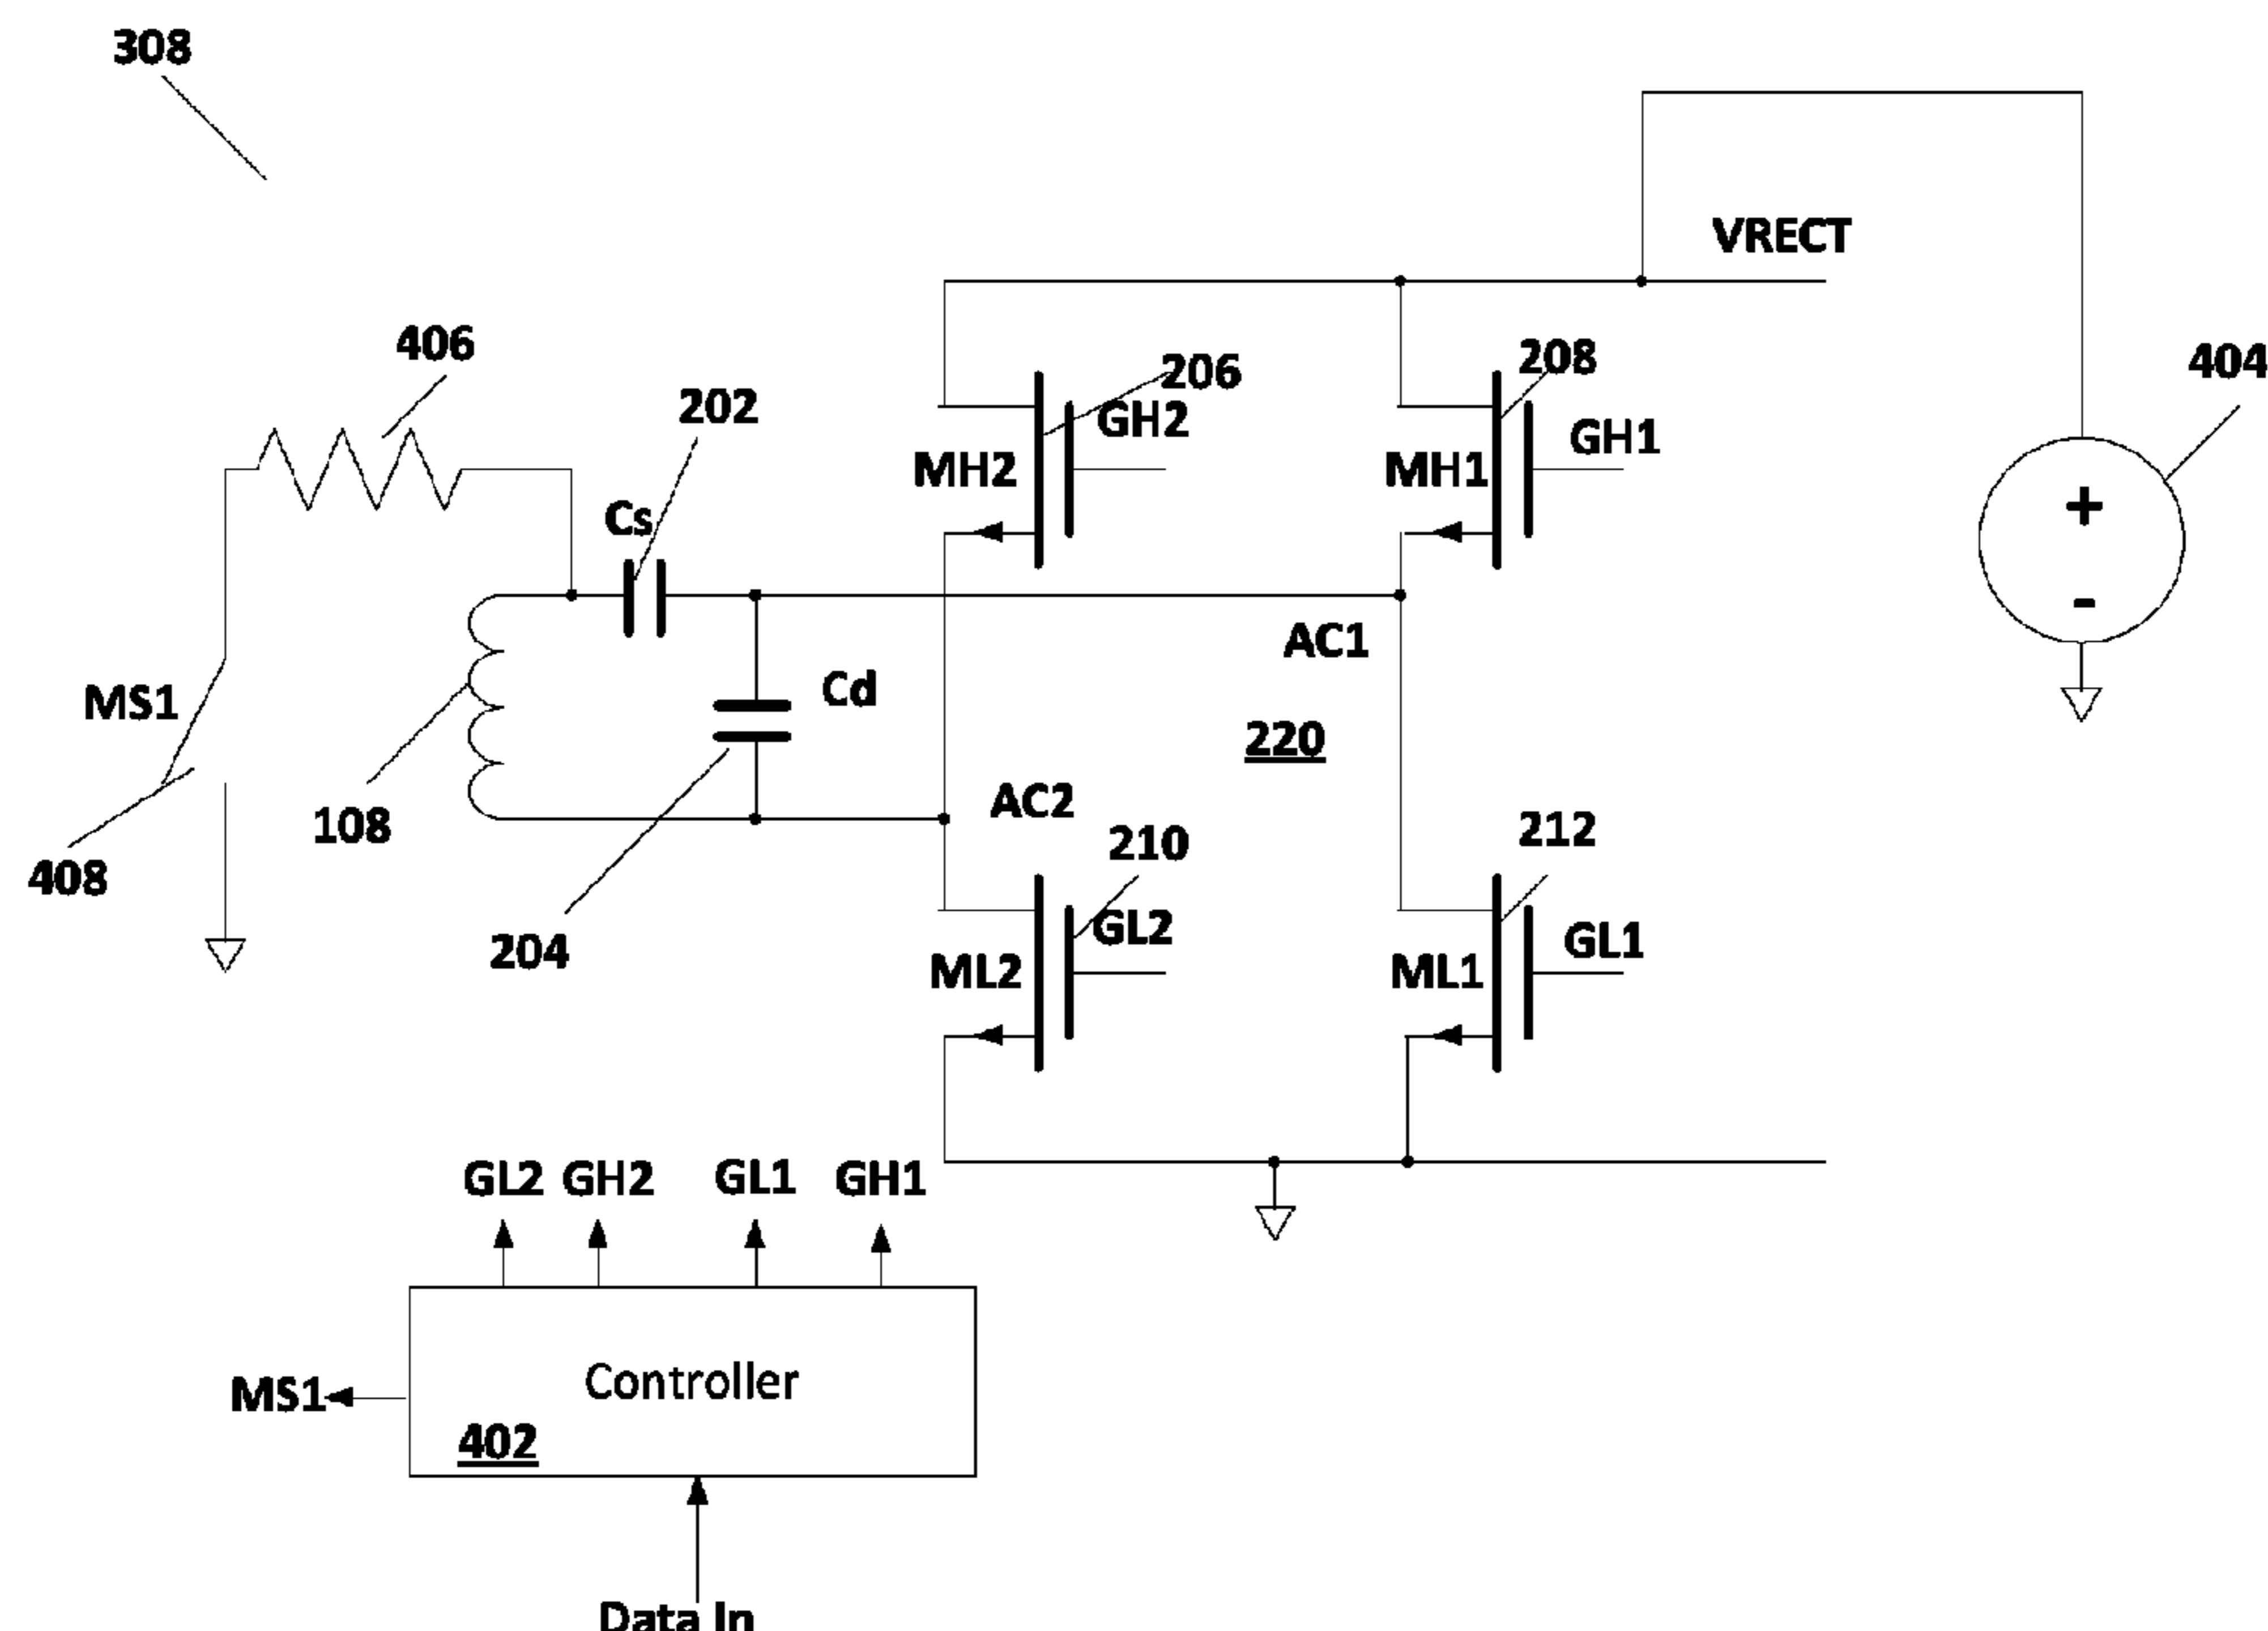 308
VRECT
406
202
206
208
404
GH2
GH1
MH2
MH1
Cs
+
-
AC1
Cd
MS1
220
AC2
108
210
212
408
204
GL2
GL1
ML2
ML1
GL2 GH2 GL1 GH1
Controller
MS1
402
Data In